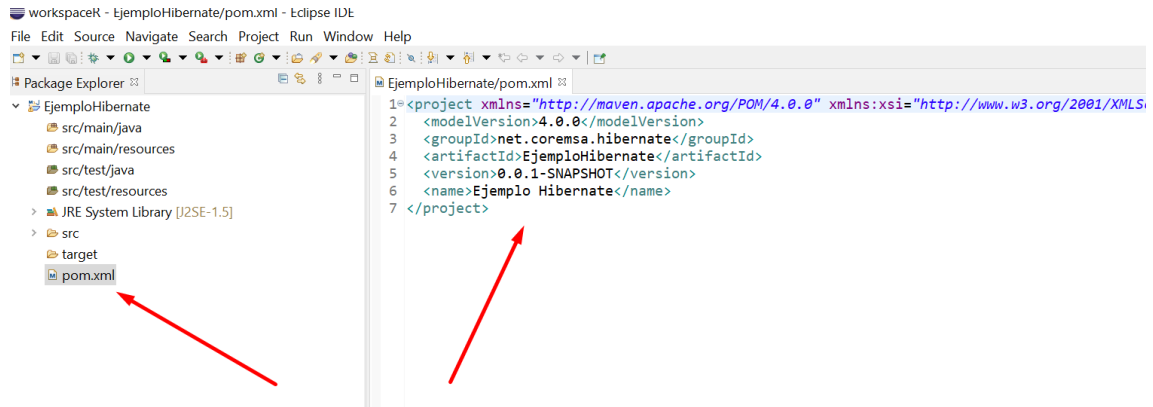 workspaceR - EjemploHibernate/pom.xml - Eclipse IDE
File Edit Source Navigate Search Project Run Window Help
Package Explorer
EjemploHibernate
src/main/java
src/main/resources
src/test/java
src/test/resources
JRE System Library [J2SE-1.5]
src
target
pom.xml
EjemploHibernate/pom.xml
1 <project xmlns="http://maven.apache.org/POM/4.0.0" xmlns:xsi="http://www.w3.org/2001/XMLSc
2 <modelVersion>4.0.0</modelVersion>
3 <groupId>net.coremsa.hibernate</groupId>
4 <artifactId>EjemploHibernate</artifactId>
5 <version>0.0.1-SNAPSHOT</version>
6 <name>Ejemplo Hibernate</name>
7 </project>